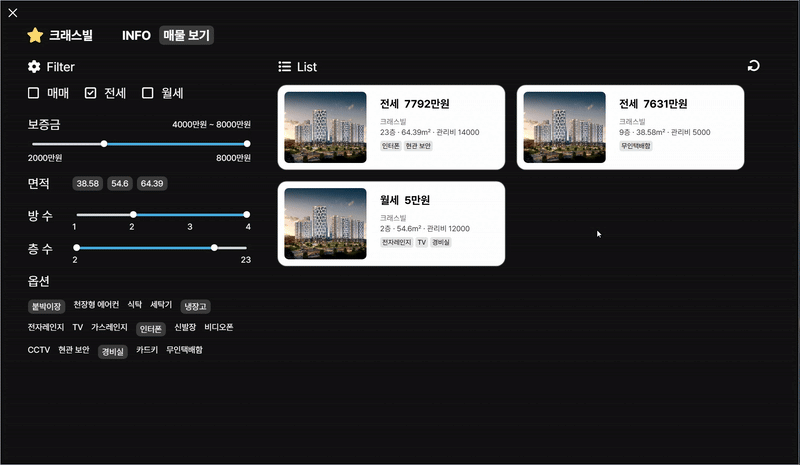 크래스빌 INFO 매물 보기
Filter
매매 전세 월세
보증금 4000만원 ~ 8000만원
2000만원 8000만원
면적 38.58 54.6 64.39
방 수
1 2 3 4
층 수
2 23
옵션
붙박이장 천장형 에어컨 식탁 세탁기 냉장고
전자레인지 TV 가스레인지 인터폰 신발장 비디오폰
CCTV 현관 보안 경비실 카드키 무인택배함
List
전세 7792만원
크래스빌
23층 · 64.39m² · 관리비 14000
인터폰 현관 보안
전세 7631만원
크래스빌
9층 · 38.58m² · 관리비 5000
무인택배함
월세 5만원
크래스빌
2층 · 54.6m² · 관리비 12000
전자레인지 TV 경비실